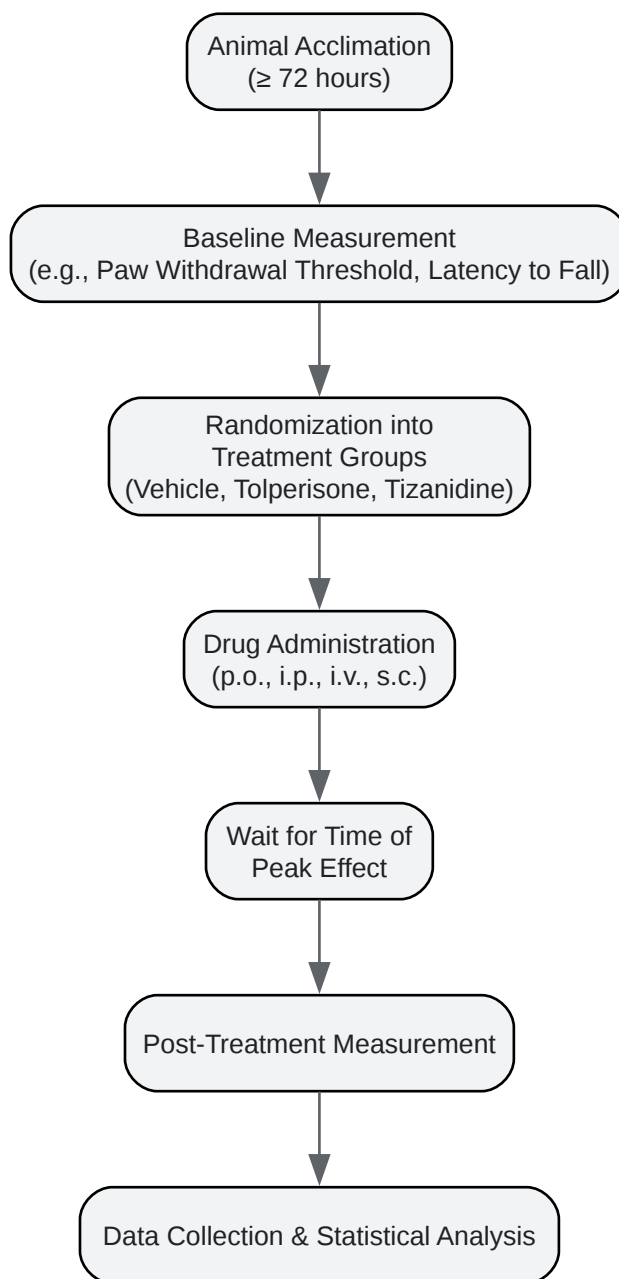 Animal Acclimation
(≥ 72 hours)
Baseline Measurement
(e.g., Paw Withdrawal Threshold, Latency to Fall)
Randomization into
Treatment Groups
(Vehicle, Tolperisone, Tizanidine)
Drug Administration
(p.o., i.p., i.v., s.c.)
Wait for Time of
Peak Effect
Post-Treatment Measurement
Data Collection & Statistical Analysis